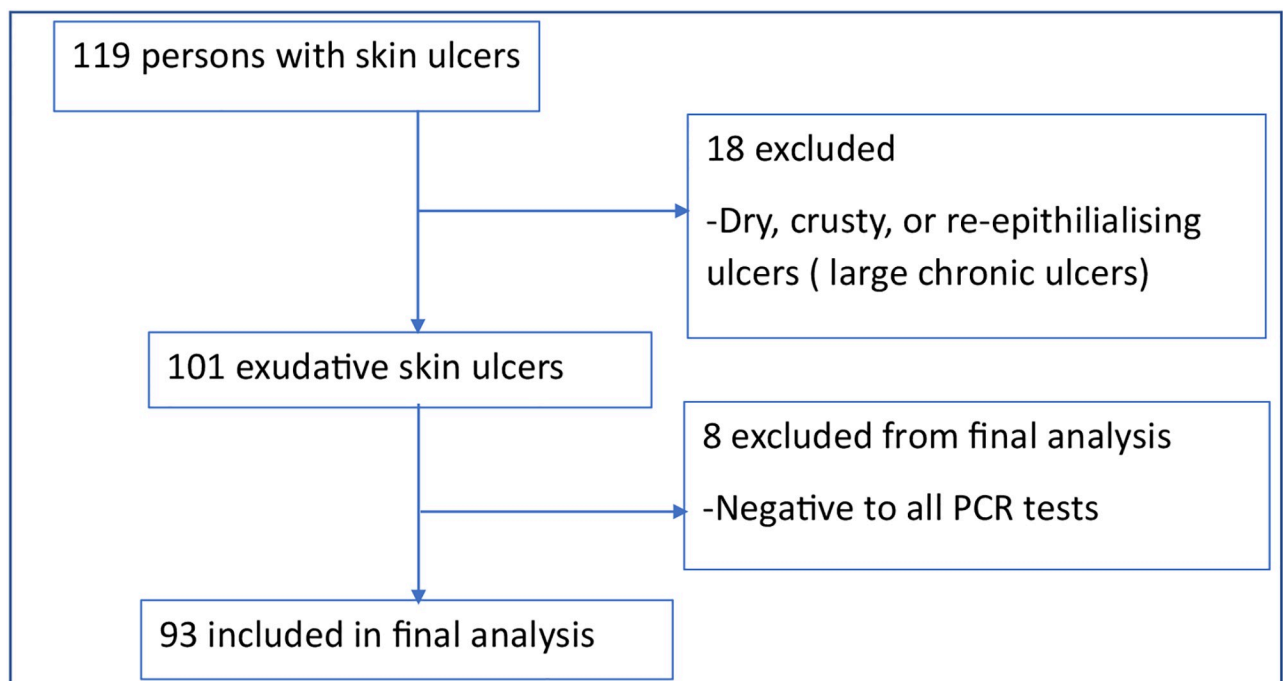 119 persons with skin ulcers
18 excluded
-Dry, crusty, or re-epithilialising
ulcers ( large chronic ulcers)
101 exudative skin ulcers
8 excluded from final analysis
-Negative to all PCR tests
93 included in final analysis